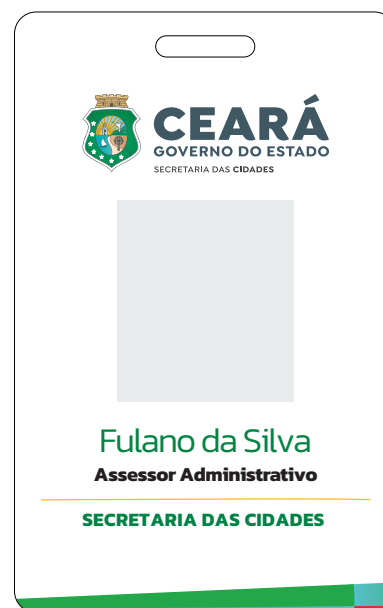 CEARÁ
GOVERNO DO ESTADO
SECRETARIA DAS CIDADES
Fulano da Silva
Assessor Administrativo
SECRETARIA DAS CIDADES